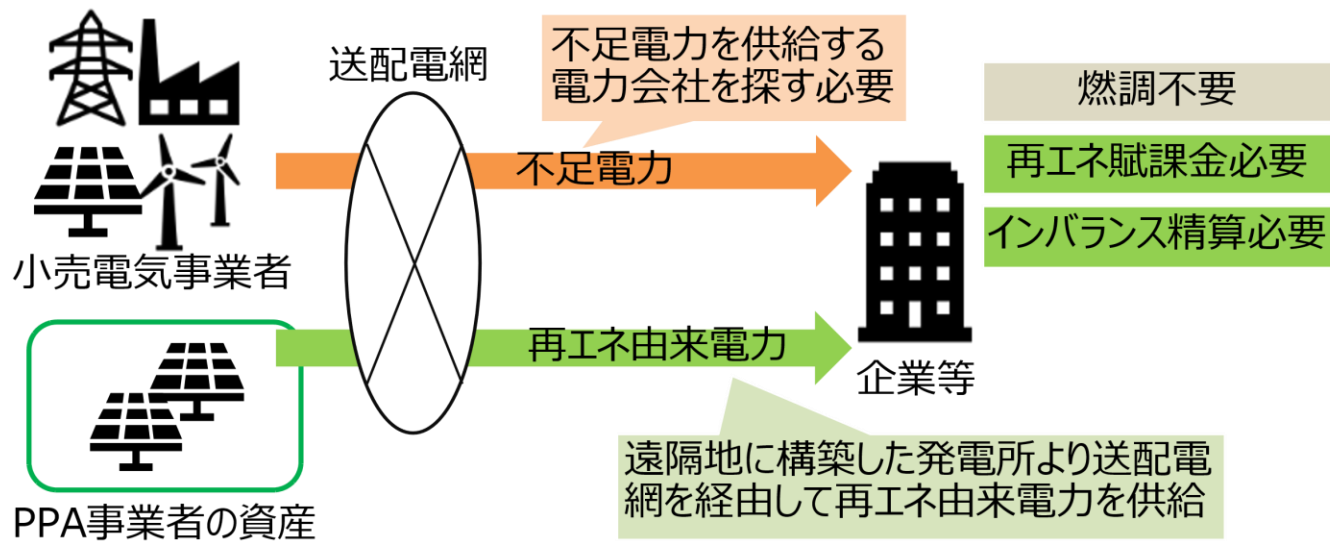 送配電網
不足電力を供給する
電力会社を探す必要
燃調不要
不足電力
再エネ賦課金必要
インバランス精算必要
小売電気事業者
再エネ由来電力
企業等
遠隔地に構築した発電所より送配電
網を経由して再エネ由来電力を供給
PPA事業者の資産